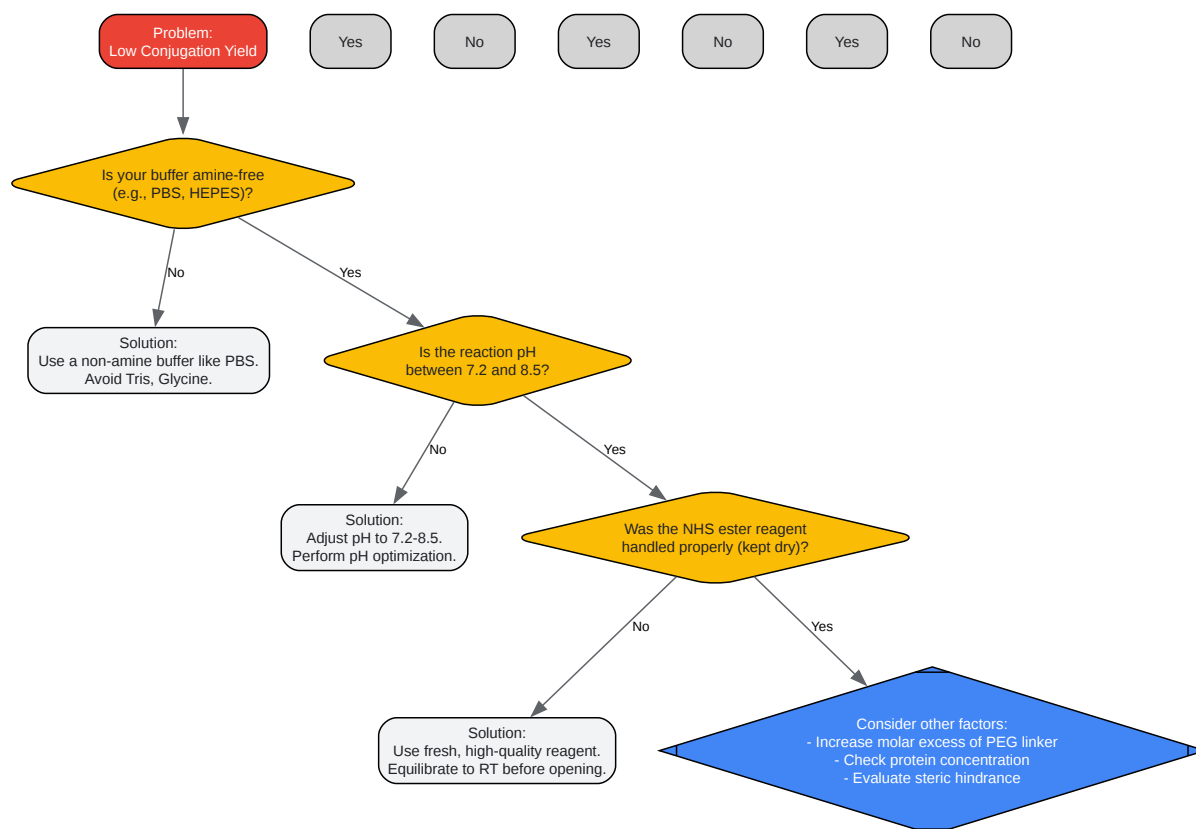 Problem:
Low Conjugation Yield
Yes
No
Yes
No
Yes
No
Is your buffer amine-free
(e.g., PBS, HEPES)?
No
Yes
Solution:
Use a non-amine buffer like PBS.
Avoid Tris, Glycine.
Is the reaction pH
between 7.2 and 8.5?
No
Yes
Solution:
Adjust pH to 7.2-8.5.
Perform pH optimization.
Was the NHS ester reagent
handled properly (kept dry)?
No
Yes
Solution:
Use fresh, high-quality reagent.
Equilibrate to RT before opening.
Consider other factors:
- Increase molar excess of PEG linker
- Check protein concentration
- Evaluate steric hindrance